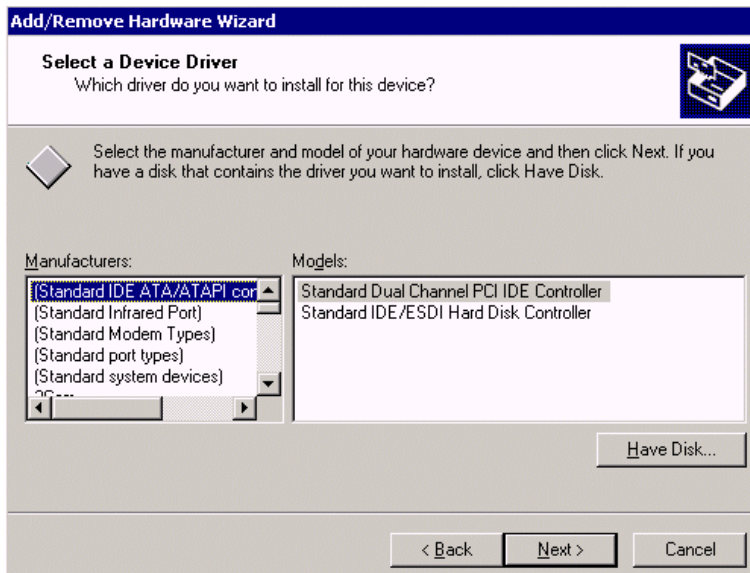 Add/Remove Hardware Wizard
Select a Device Driver
Which driver do you want to install for this device?
Select the manufacturer and model of your hardware device and then click Next. If you
have a disk that contains the driver you want to install, click Have Disk.
Manufacturers:
(Standard IDE ATA/ATAPI con
(Standard Infrared Port)
(Standard Modem Types)
(Standard port types)
(Standard system devices)
Models:
Standard Dual Channel PCI IDE Controller
Standard IDE/ESDI Hard Disk Controller
Have Disk...
< Back
Next >
Cancel